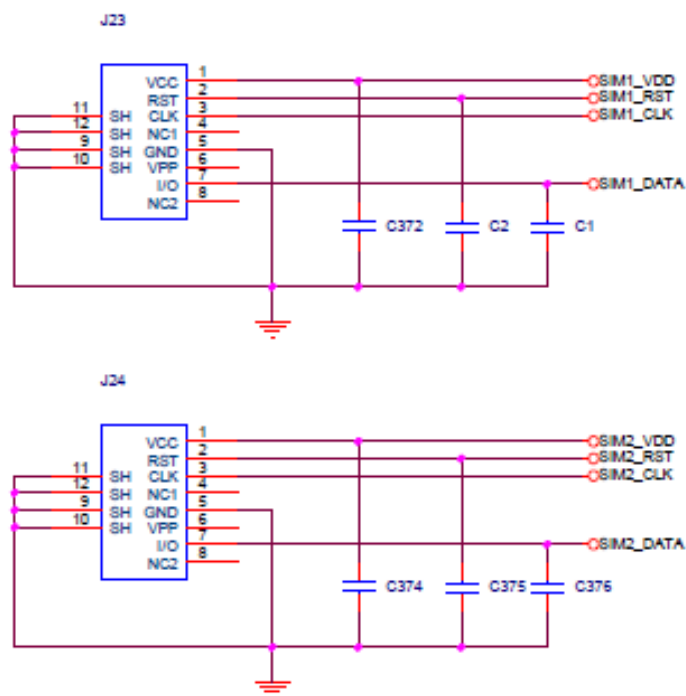 J23
VCC 1 SIM1_VDD
RST 2 SIM1_RST
11 SH CLK 3 SIM1_CLK
12 SH NC1 4
9 SH GND 5
10 SH VPP 6
I/O 7 SIM1_DATA
NC2 8
C372 C2 C1
J24
VCC 1 SIM2_VDD
RST 2 SIM2_RST
11 SH CLK 3 SIM2_CLK
12 SH NC1 4
9 SH GND 5
10 SH VPP 6
I/O 7 SIM2_DATA
NC2 8
C374 C375 C376